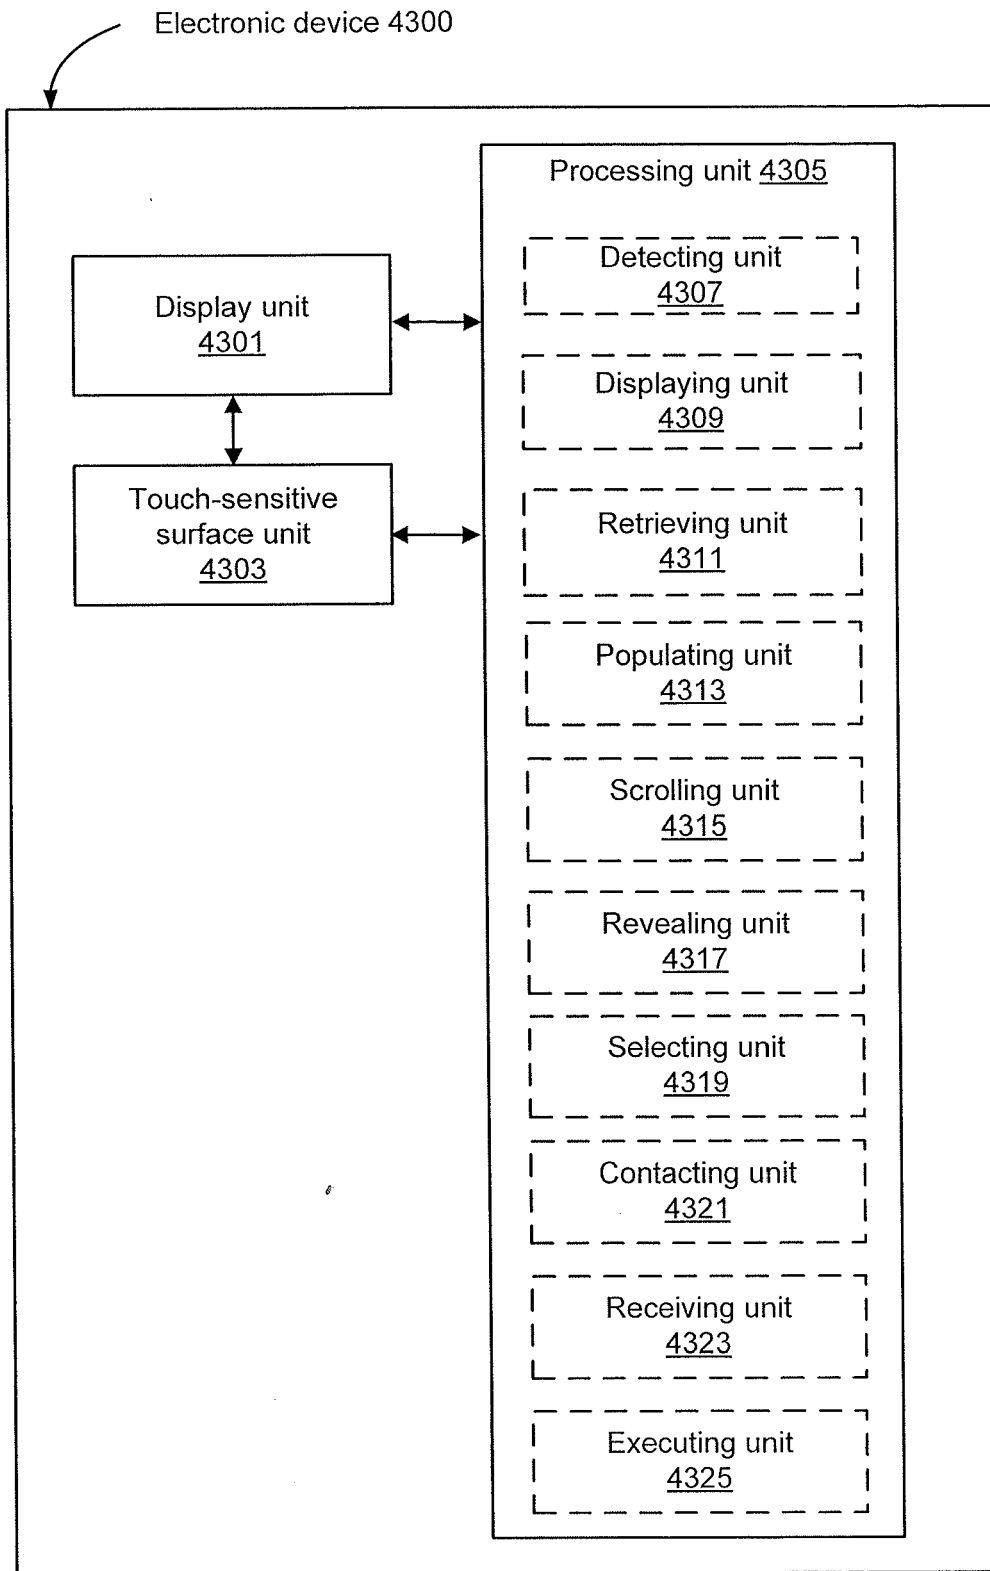 Electronic device 4300
Processing unit 4305
Detecting unit
4307
Display unit
4301
Displaying unit
4309
Touch-sensitive
surface unit
4303
Retrieving unit
4311
Populating unit
4313
Scrolling unit
4315
Revealing unit
4317
Selecting unit
4319
Contacting unit
4321
Receiving unit
4323
Executing unit
4325